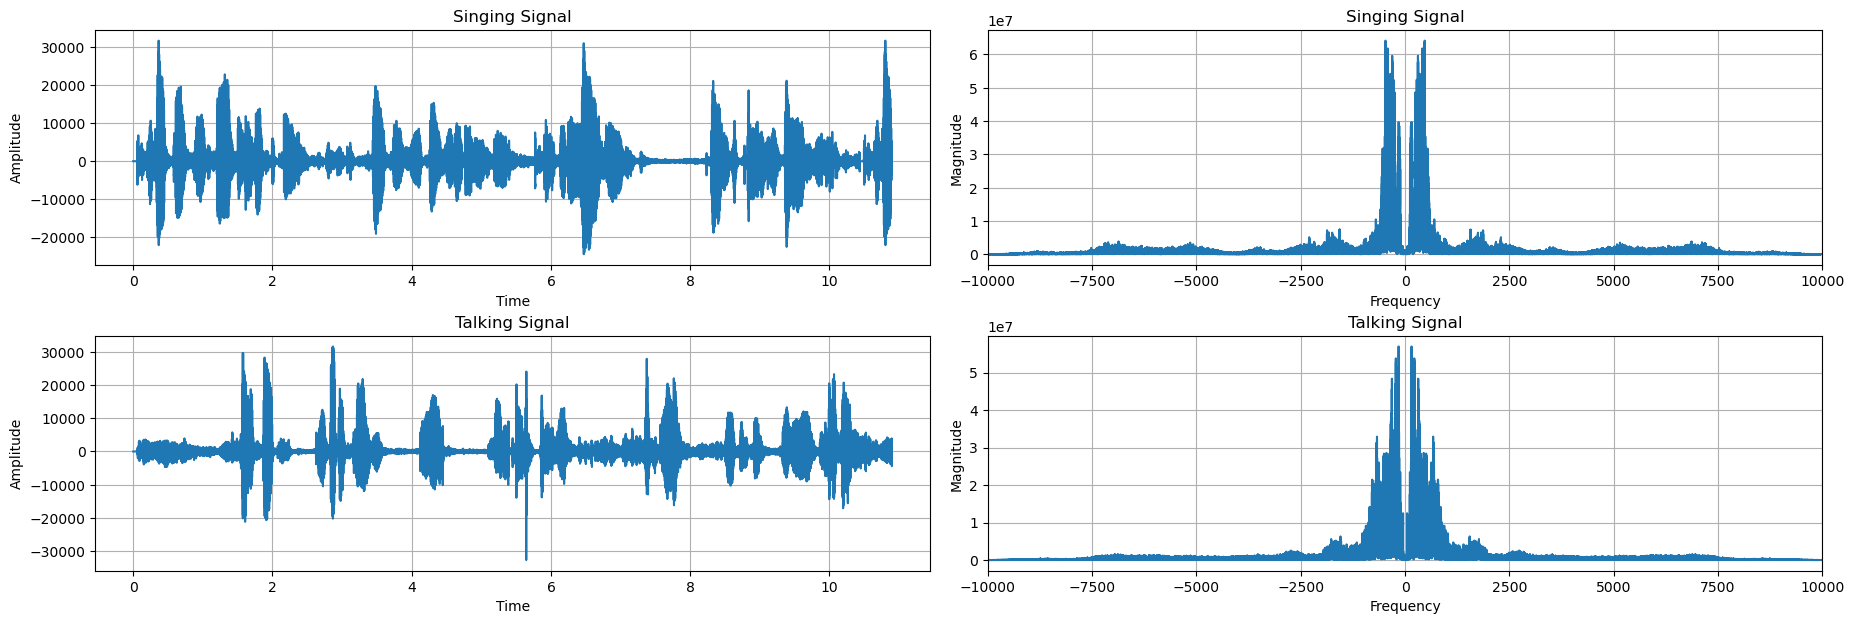 Singing Signal
Amplitude
30000
20000
10000
0
−10000
−20000
0 2 4 6 8 10
Time
Singing Signal
1e7
Magnitude
6
5
4
3
2
1
0
−10000 −7500 −5000 −2500 0 2500 5000 7500 10000
Frequency
Talking Signal
Amplitude
30000
20000
10000
0
−10000
−20000
−30000
0 2 4 6 8 10
Time
Talking Signal
1e7
Magnitude
5
4
3
2
1
0
−10000 −7500 −5000 −2500 0 2500 5000 7500 10000
Frequency